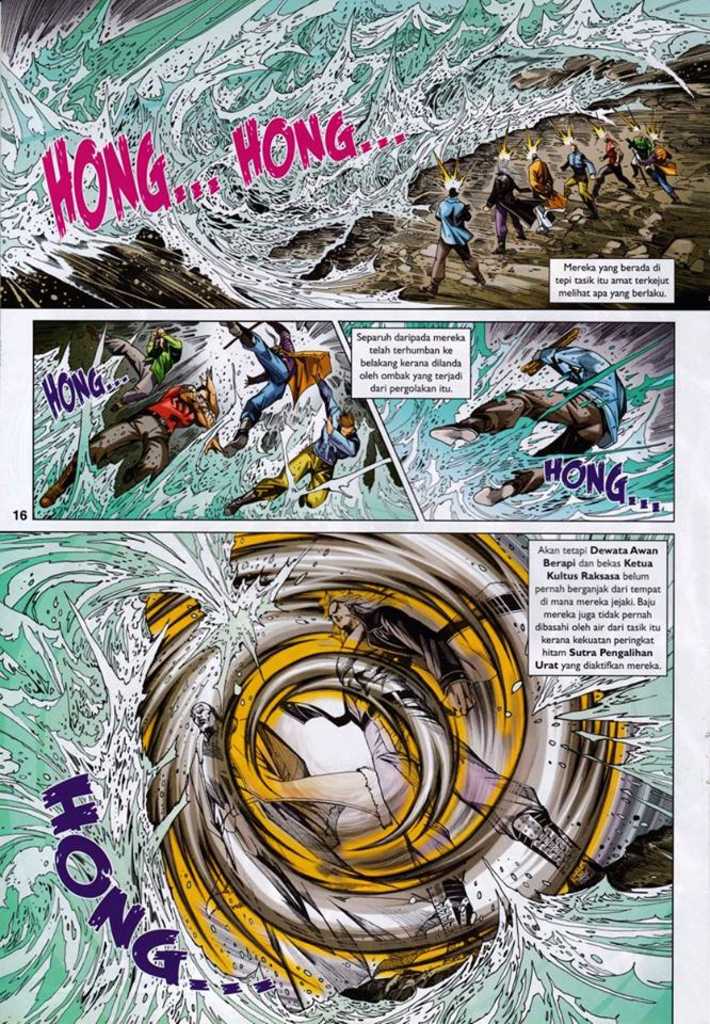 HONG... HONG...
Mereka yang berada di
tepi tasik itu amat terkejut
melihat apa yang berlaku.
HONG...
Separuh daripada mereka
telah terhumban ke
belakang kerana dilanda
oleh ombak yang terjadi
dari pergolakan itu.
HONG...
16
Akan tetapi Dewata Awan
Berapi dan bekas Ketua
Kultus Raksasa belum
pernah berganjak dari tempat
di mana mereka jejaki. Baju
mereka juga tidak pernah
dibasahi oleh air dari tasik itu
kerana kekuatan peringkat
hitam Sutra Pengalihan
Urat yang diaktifkan mereka.
HONG...